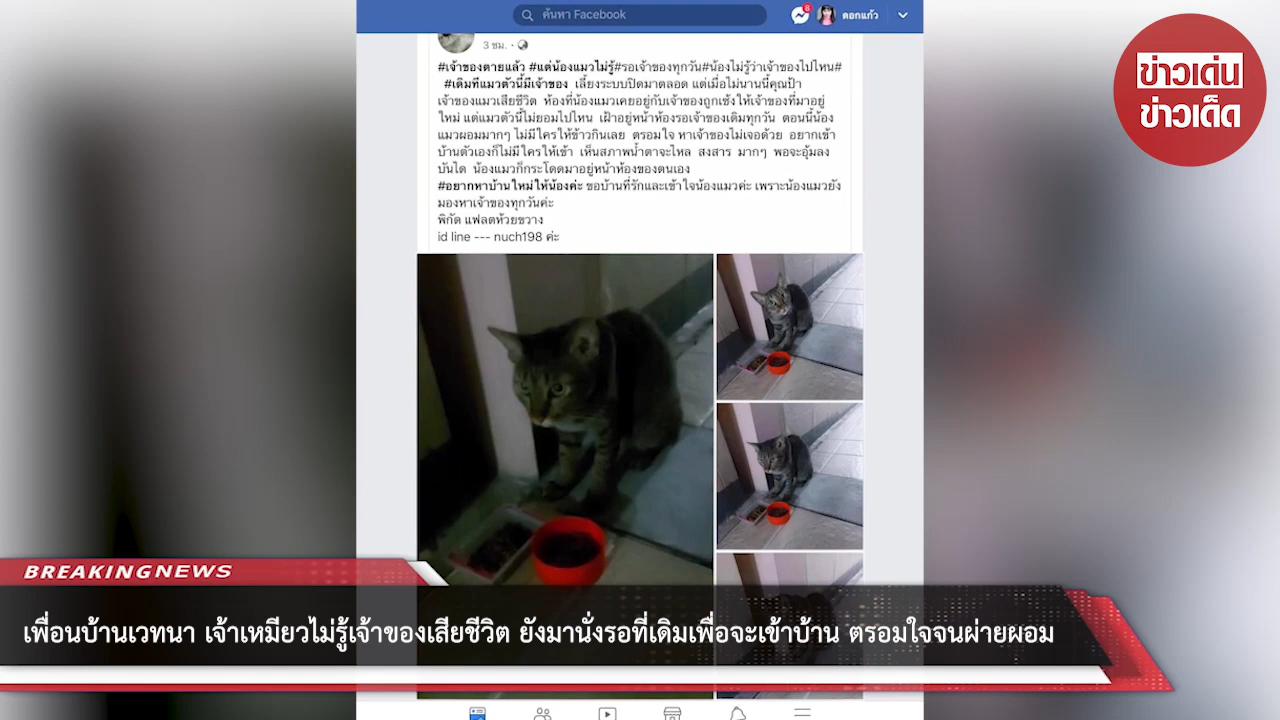 ค้นหา Facebook
8
ดอกแก้ว
ข่าวเด่น
ข่าวเด็ด
3 ชม. ·
#เจ้าของตายแล้ว #แต่น้องแมวไม่รู้#รอเจ้าของทุกวัน#น้องไม่รู้ว่าเจ้าของไปไหน#
#เดิมทีแมวตัวนี้มีเจ้าของ เลี้ยงระบบปิดมาตลอด แต่เมื่อไม่นานนี้คุณป้า
เจ้าของแมวเสียชีวิต ห้องที่น้องแมวเคยอยู่กับเจ้าของถูกเซ้งให้เจ้าของที่มาอยู่
ใหม่ แต่แมวตัวนี้ไม่ยอมไปไหน เฝ้าอยู่หน้าห้องรอเจ้าของเดิมทุกวัน ตอนนี้น้อง
แมวผอมมากๆ ไม่มีใครให้ข้าวกินเลย ตรอมใจ หาเจ้าของไม่เจอด้วย อยากเข้า
บ้านตัวเองก็ไม่มีใครให้เข้า เห็นสภาพน้ำตาจะไหล สงสาร มากๆ พอจะอุ้มลง
บันได น้องแมวก็กระโดดมาอยู่หน้าห้องของตนเอง
#อยากหาบ้านใหม่ให้น้องค่ะ ขอบ้านที่รักและเข้าใจน้องแมวค่ะ เพราะน้องแมวยัง
มองหาเจ้าของทุกวันค่ะ
พิกัด แฟลตห้วยขวาง
id line --- nuch198 ค่ะ
BREAKING NEWS
เพื่อนบ้านเวทนา เจ้าเหมียวไม่รู้เจ้าของเสียชีวิต ยังมานั่งรอที่เดิมเพื่อจะเข้าบ้าน ตรอมใจจนผ่ายผอม